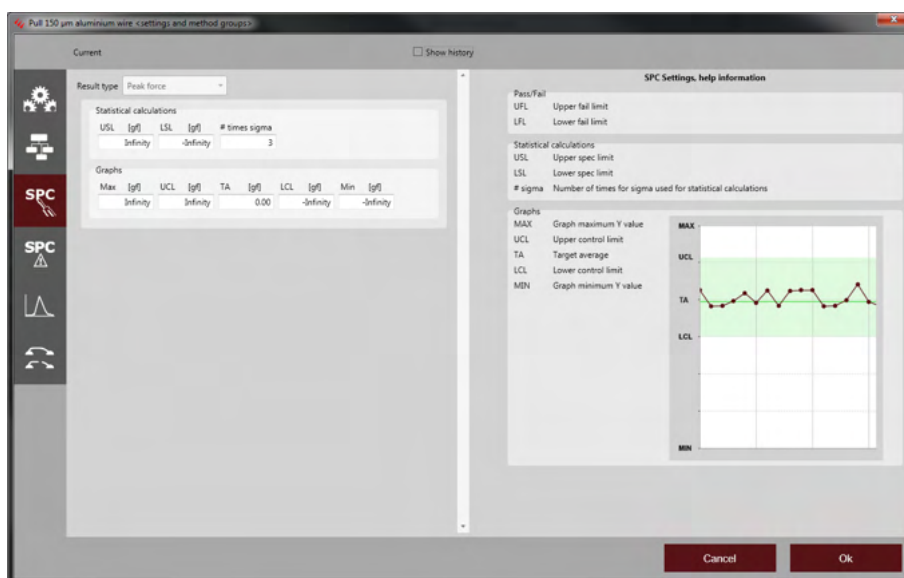 Pull 150 µm aluminium wire <settings and method groups>
Current
Show history
SPC
SPC
Result type Peak force
Statistical calculations
USL [gf] LSL [gf] # times sigma
Infinity -Infinity 3
Graphs
Max [gf] UCL [gf] TA [gf] LCL [gf] Min [gf]
Infinity Infinity 0.00 -Infinity -Infinity
SPC Settings, help information
Pass/Fail
UFL Upper fail limit
LFL Lower fail limit
Statistical calculations
USL Upper spec limit
LSL Lower spec limit
# sigma Number of times for sigma used for statistical calculations
Graphs
MAX Graph maximum Y value
UCL Upper control limit
TA Target average
LCL Lower control limit
MIN Graph minimum Y value
MAX
UCL
TA
LCL
MIN
Cancel Ok